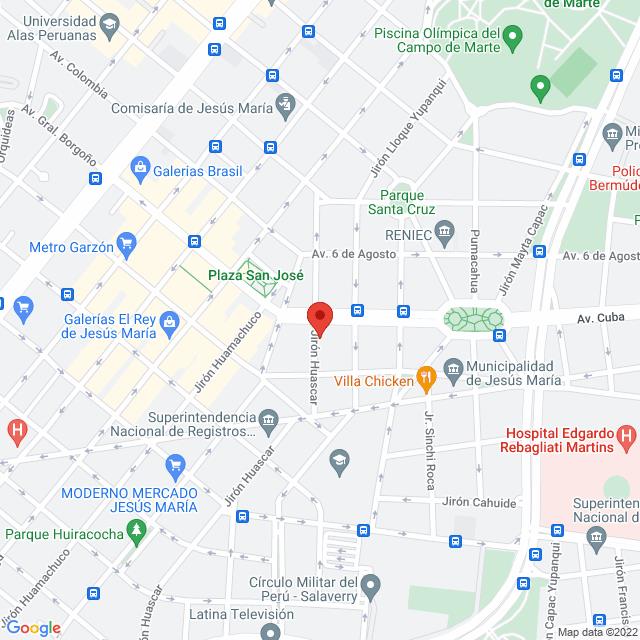 Universidad
Alas Peruanas
de Marte
Piscina Olímpica del
Campo de Marte
Av. Colombia
Comisaría de Jesús María
Jirón Lloque Yupanqui
Av. Gral. Borgoño
Orquídeas
Galerías Brasil
Parque
Santa Cruz
RENIEC
Pumacahua
Jirón Mayta Capac
Metro Garzón
Av. 6 de Agosto
Av. 6 de Agosto
Plaza San José
Galerías El Rey
de Jesús María
Jirón Huamachuco
Jirón Huascar
Av. Cuba
Villa Chicken
Municipalidad
de Jesús María
Superintendencia
Nacional de Registros...
Jr. Sinchi Roca
Hospital Edgardo
Rebagliati Martins
MODERNO MERCADO
JESÚS MARÍA
Jirón Huascar
Jirón Cahuide
Superinten
Nacional de
Parque Huiracocha
Jirón Huamachuco
Jirón Huascar
Círculo Militar del
Perú - Salaverry
Latina Televisión
Capac Yupanqui
Jirón Francis
Google
Map data ©2022